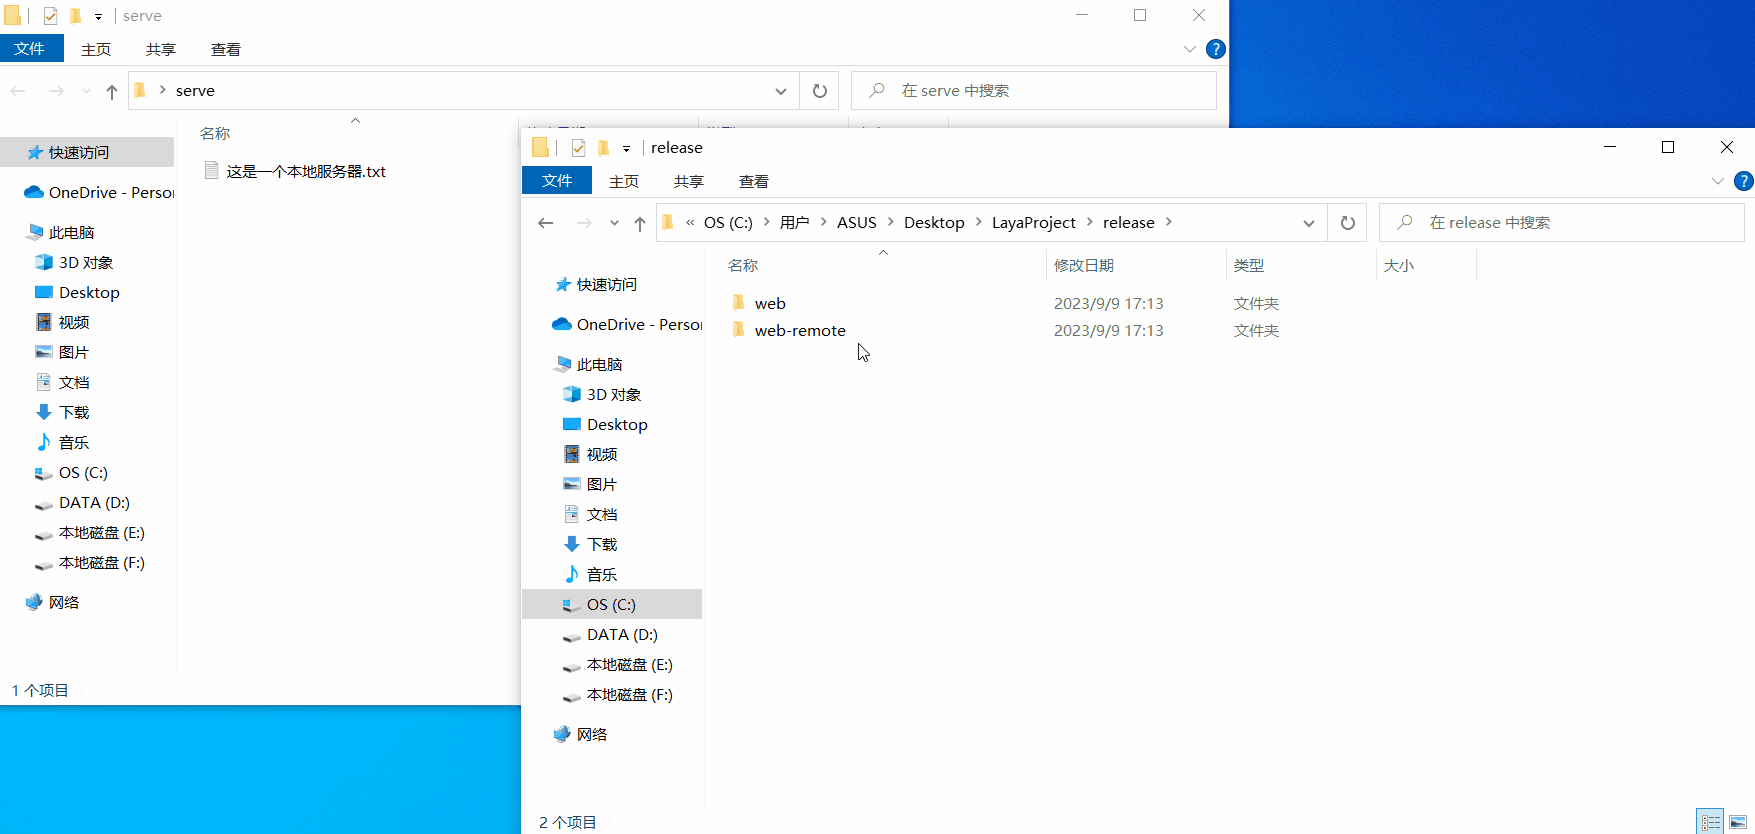 serve
文件 主页 共享 查看
serve
在 serve 中搜索
名称
快速访问
这是一个本地服务器.txt
OneDrive - Person
此电脑
3D 对象
Desktop
视频
图片
文档
下载
音乐
OS (C:)
DATA (D:)
本地磁盘 (E:)
本地磁盘 (F:)
网络
1 个项目
release
文件 主页 共享 查看
« OS (C:) 用户 ASUS Desktop LayaProject release
在 release 中搜索
名称 修改日期 类型 大小
web 2023/9/9 17:13 文件夹
web-remote 2023/9/9 17:13 文件夹
快速访问
OneDrive - Person
此电脑
3D 对象
Desktop
视频
图片
文档
下载
音乐
OS (C:)
DATA (D:)
本地磁盘 (E:)
本地磁盘 (F:)
网络
2 个项目